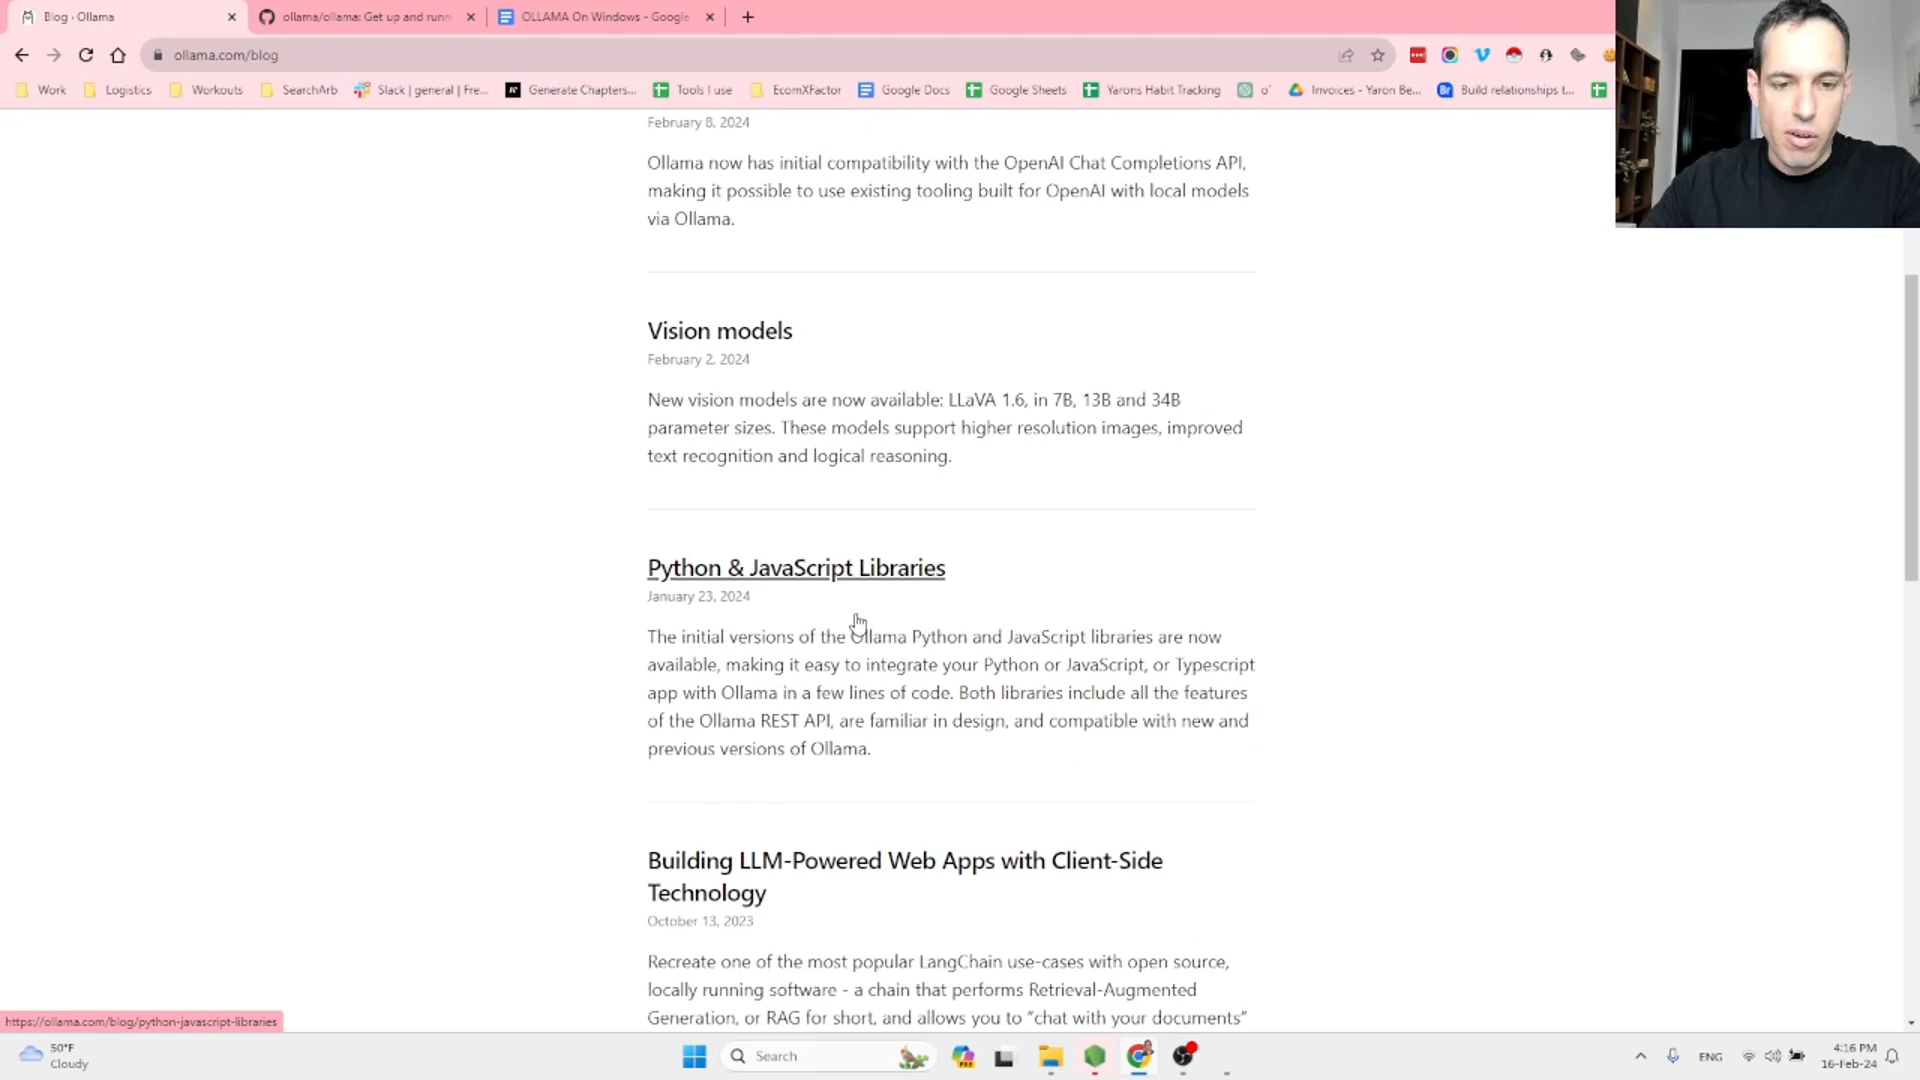 Blog · Ollama
ollama/ollama: Get up and runn
OLLAMA On Windows - Google
ollama.com/blog
Work
Logistics
Workouts
SearchArb
Slack | general | Fre...
Generate Chapters...
Tools I use
EcomXFactor
Google Docs
Google Sheets
Yarons Habit Tracking
o'
Invoices - Yaron Be...
Build relationships t...
February 8, 2024
Ollama now has initial compatibility with the OpenAI Chat Completions API,
making it possible to use existing tooling built for OpenAI with local models
via Ollama.
Vision models
February 2, 2024
New vision models are now available: LLaVA 1.6, in 7B, 13B and 34B
parameter sizes. These models support higher resolution images, improved
text recognition and logical reasoning.
Python & JavaScript Libraries
January 23, 2024
The initial versions of the Ollama Python and JavaScript libraries are now
available, making it easy to integrate your Python or JavaScript, or Typescript
app with Ollama in a few lines of code. Both libraries include all the features
of the Ollama REST API, are familiar in design, and compatible with new and
previous versions of Ollama.
Building LLM-Powered Web Apps with Client-Side
Technology
October 13, 2023
Recreate one of the most popular LangChain use-cases with open source,
locally running software - a chain that performs Retrieval-Augmented
Generation, or RAG for short, and allows you to “chat with your documents”
https://ollama.com/blog/python-javascript-libraries
50°F
Cloudy
Search
ENG
4:16 PM
16-Feb-24